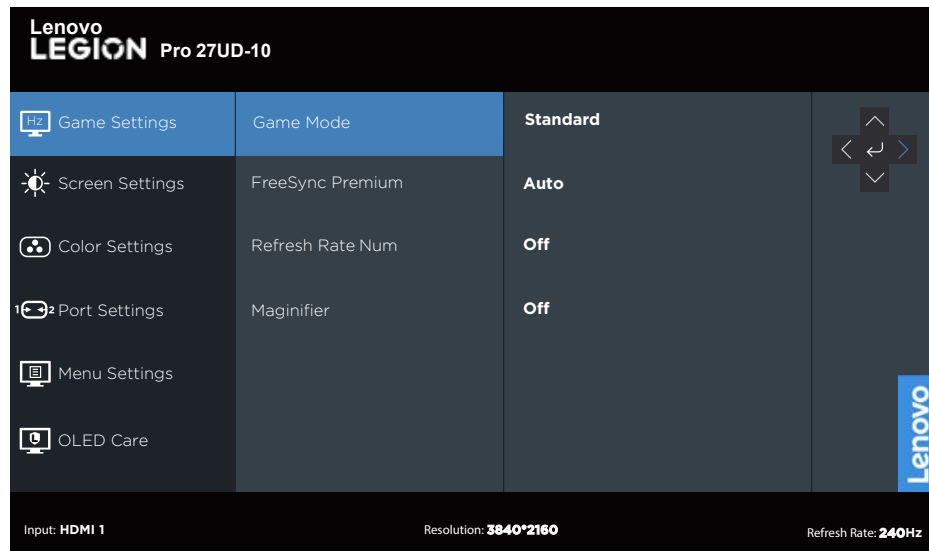 Lenovo
LEGION Pro 27UD-10
Hz Game Settings Game Mode Standard
Screen Settings FreeSync Premium Auto
Color Settings Refresh Rate Num Off
1 2 Port Settings Maginifier Off
Menu Settings
OLED Care
Lenovo
Input: HDMI 1 Resolution: 3840*2160 Refresh Rate: 240Hz